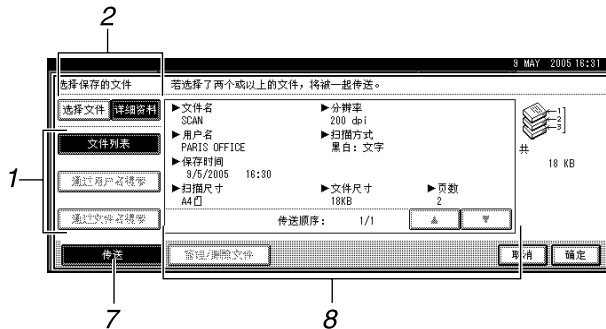 2
9 MAY 2005 16:31
选择保存的文件 若选择了两个或以上的文件，将被一起传送。
选择文件 详细资料
▶文件名 ▶分辨率
SCAN 200 dpi
▶用户名 ▶扫描方式
PARIS OFFICE 黑白：文字
▶保存时间
9/5/2005 16:30
▶扫描尺寸 ▶文件尺寸 ▶页数
A4 18KB 2
传送顺序： 1/1 ▲ ▼
1
文件列表
通过用户名搜索
通过文件名搜索
1
2
3
共
18 KB
传送 管理/删除文件 取消 确定
7 8